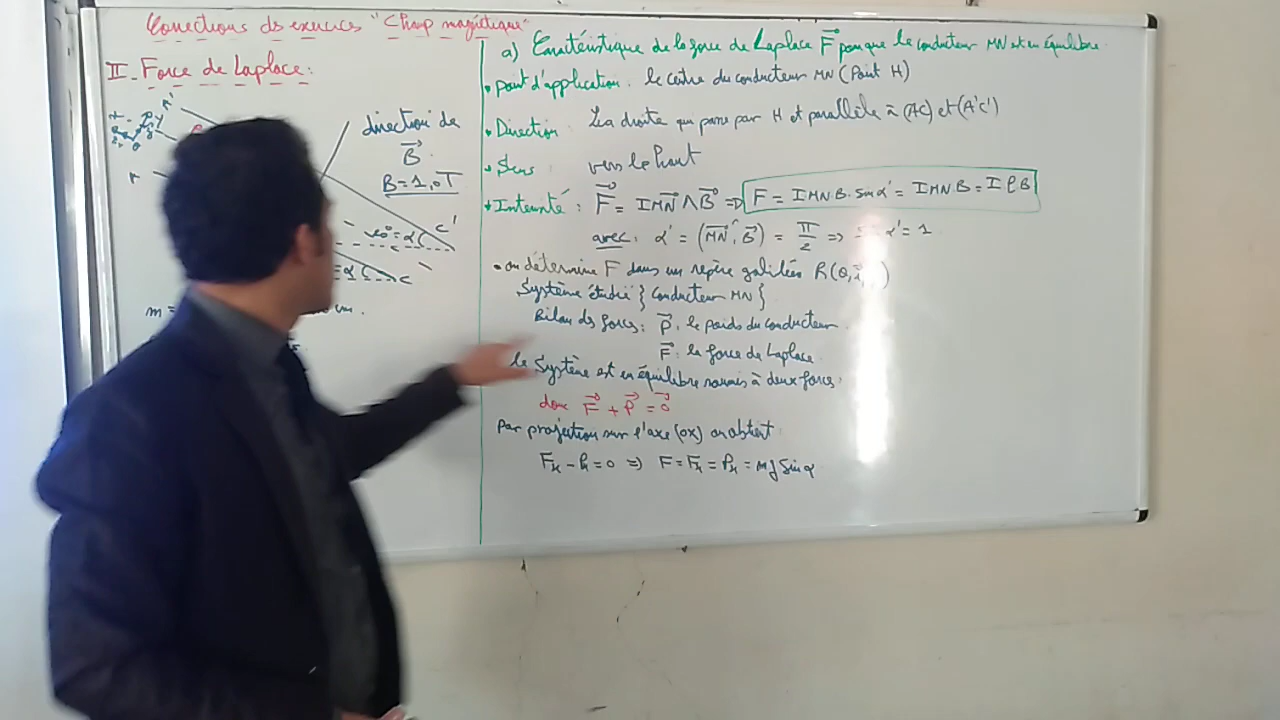 Corrections des exercices "Champ magnétique"
II - Force de Laplace :
direction de
B⃗
B = 1,0T
α C'
α C
m = cm.
a) Caractéristique de la force de Laplace F⃗ pour que le conducteur MN est en équilibre.
• point d'application : le centre du conducteur MN (Point H)
• Direction : La droite qui passe par H et parallèle à (AC) et (A'C')
• Sens : vers le haut
• Intensité : F⃗ = I MN⃗ ∧ B⃗ ⇒ F = I MN B · sin α' = I MN B = I ℓ B
avec : α' = (MN⃗, B⃗) = π/2 ⇒ α' = 1
• on détermine F dans un repère galiléen R(O, i,
Système étudié { conducteur MN }
Bilan des forces : P⃗ : le poids du conducteur.
F⃗ : la force de Laplace
le Système est en équilibre soumis à deux forces :
donc F⃗ + P⃗ = 0⃗
Par projection sur l'axe (ox) on obtient :
Fx - Px = 0 ⇒ F = Fx = Px = mg sin α